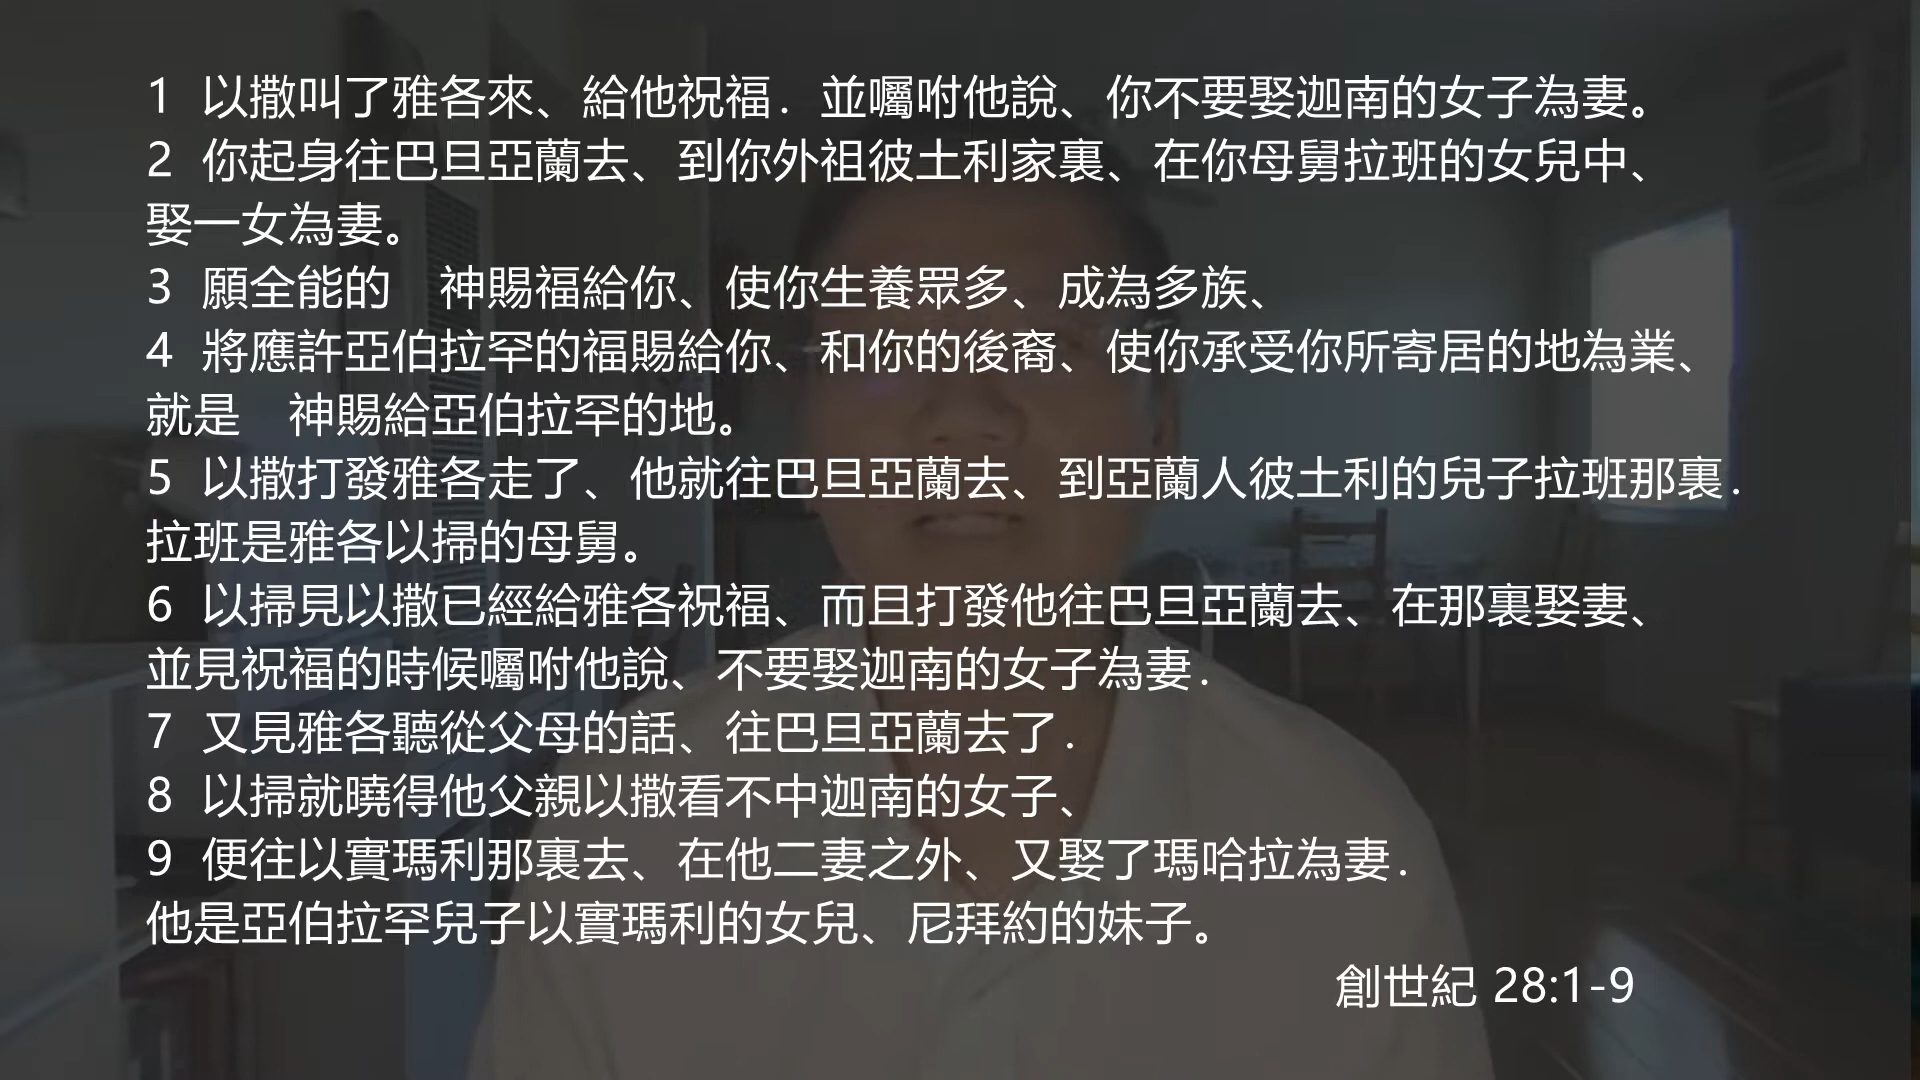 1 以撒叫了雅各來、給他祝福．並囑咐他說、你不要娶迦南的女子為妻。
2 你起身往巴旦亞蘭去、到你外祖彼土利家裏、在你母舅拉班的女兒中、
娶一女為妻。
3 願全能的　神賜福給你、使你生養眾多、成為多族、
4 將應許亞伯拉罕的福賜給你、和你的後裔、使你承受你所寄居的地為業、
就是　神賜給亞伯拉罕的地。
5 以撒打發雅各走了、他就往巴旦亞蘭去、到亞蘭人彼土利的兒子拉班那裏．
拉班是雅各以掃的母舅。
6 以掃見以撒已經給雅各祝福、而且打發他往巴旦亞蘭去、在那裏娶妻、
並見祝福的時候囑咐他說、不要娶迦南的女子為妻．
7 又見雅各聽從父母的話、往巴旦亞蘭去了．
8 以掃就曉得他父親以撒看不中迦南的女子、
9 便往以實瑪利那裏去、在他二妻之外、又娶了瑪哈拉為妻．
他是亞伯拉罕兒子以實瑪利的女兒、尼拜約的妹子。
創世紀 28:1-9